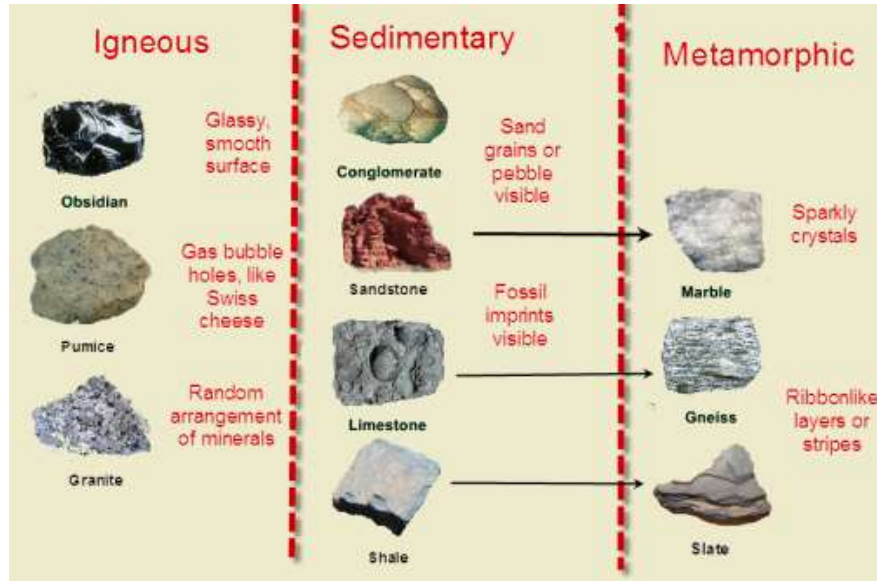 Igneous
Glassy,
smooth
surface
Obsidian
Gas bubble
holes, like
Swiss
cheese
Pumice
Random
arrangement
of minerals
Granite
Sedimentary
Conglomerate
Sand
grains or
pebble
visible
Sandstone
Fossil
imprints
visible
Limestone
Shale
Metamorphic
Sparkly
crystals
Marble
Gneiss
Ribbonlike
layers or
stripes
Slate